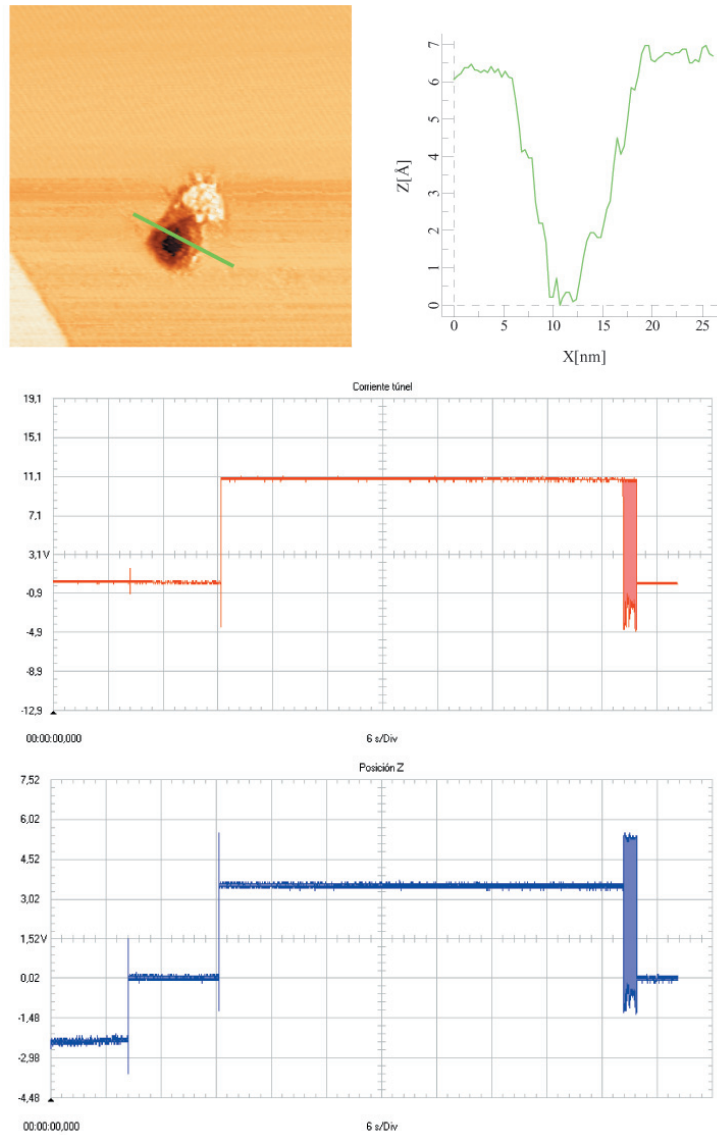 7
6
5
4
3
2
1
0
Z[Å]
0 5 10 15 20 25
X[nm]
Corriente túnel
19,1
15,1
11,1
7,1
3,1V
-0,9
-4,9
-8,9
-12,9
00:00:00,000 6 s/Div
Posición Z
7,52
6,02
4,52
3,02
1,52V
0,02
-1,48
-2,98
-4,48
00:00:00,000 6 s/Div